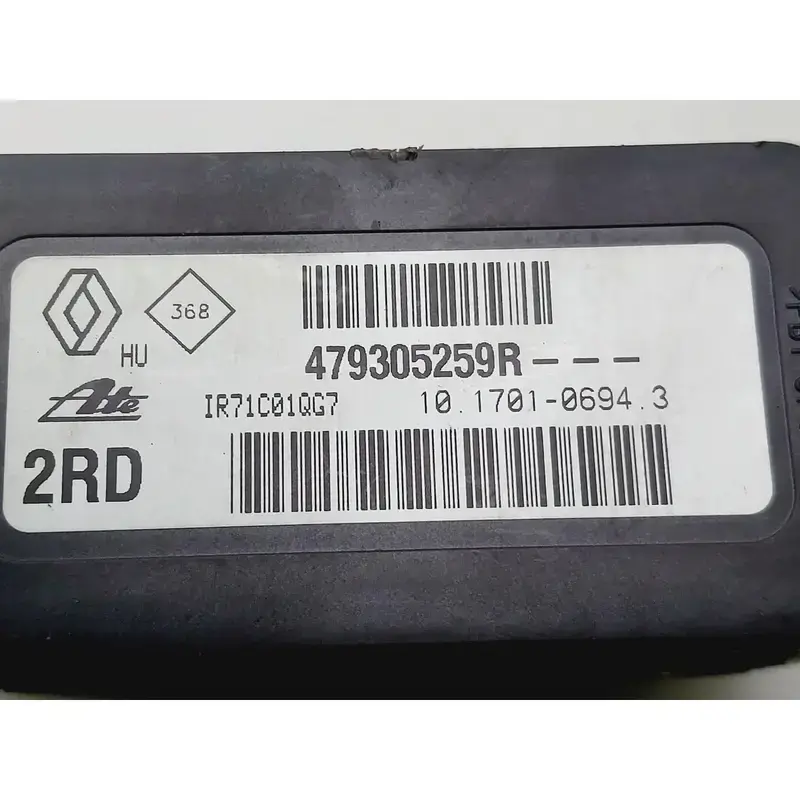 368
HU
479305259R---
Ate
IR71C01QG7
10.1701-0694.3
2RD